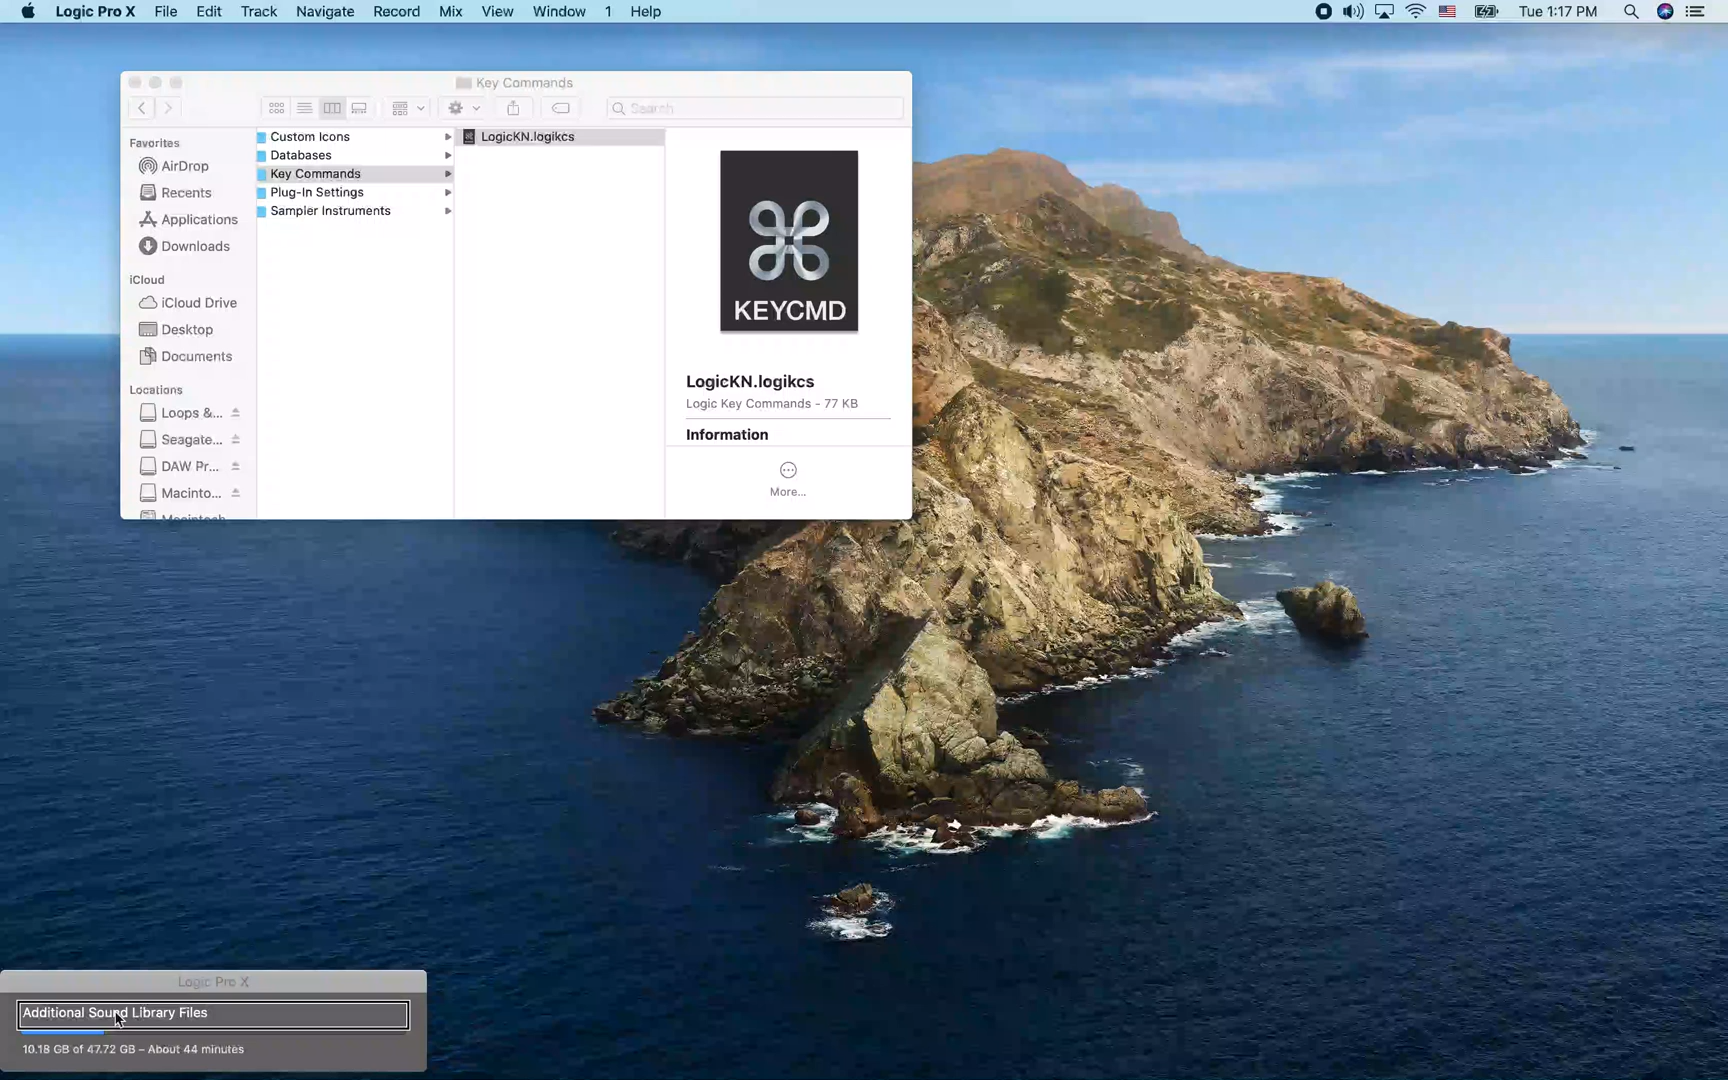 Logic Pro X File Edit Track Navigate Record Mix View Window 1 Help Tue 1:17 PM
Key Commands
Search
Favorites
AirDrop
Recents
Applications
Downloads
iCloud
iCloud Drive
Desktop
Documents
Locations
Loops &...
Seagate...
DAW Pr...
Macinto...
Macintosh
Custom Icons
Databases
Key Commands
Plug-In Settings
Sampler Instruments
LogicKN.logikcs
KEYCMD
LogicKN.logikcs
Logic Key Commands - 77 KB
Information
More...
Logic Pro X
Additional Sound Library Files
10.18 GB of 47.72 GB – About 44 minutes